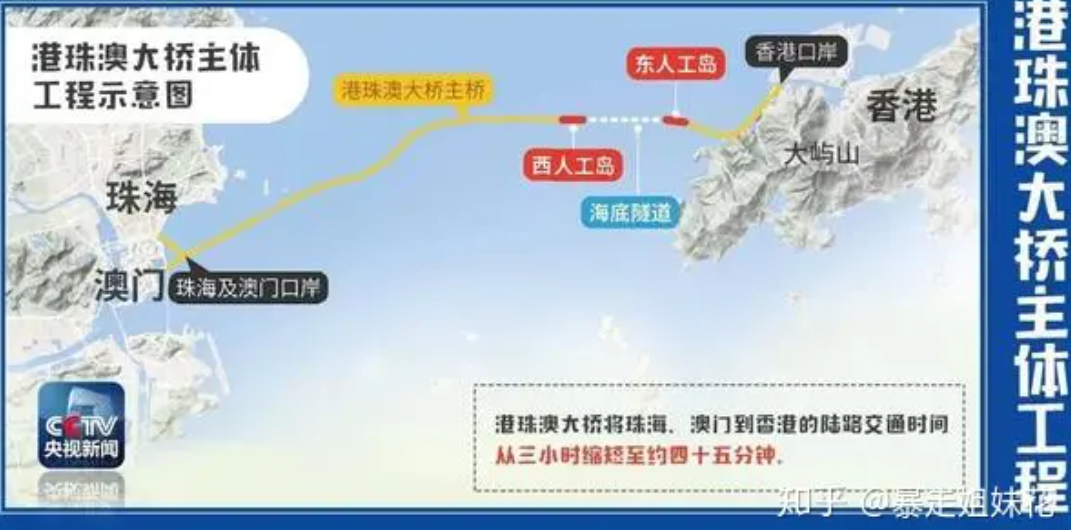 港珠澳大桥主体
工程示意图
港珠澳大桥主桥
东人工岛
香港口岸
香港
大屿山
西人工岛
海底隧道
珠海
澳门
珠海及澳门口岸
CCTV
央视新闻
港珠澳大桥将珠海、澳门到香港的陆路交通时间
从三小时缩短至约四十五分钟.
港珠澳大桥主体工程
知乎 @暴走姐妹花